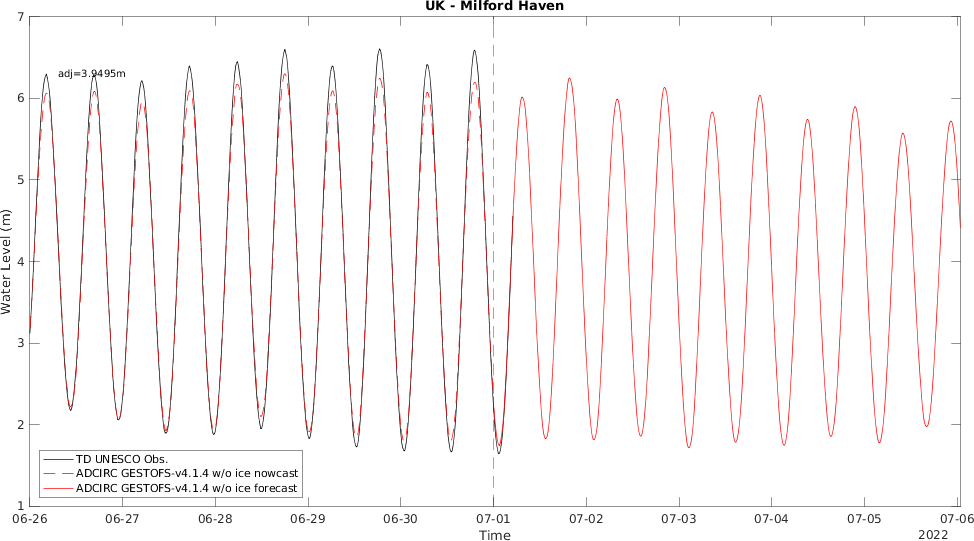 UK - Milford Haven
7
adj=3.9495m
6
5
4
3
2
1
Water Level (m)
TD UNESCO Obs.
ADCIRC GESTOFS-v4.1.4 w/o ice nowcast
ADCIRC GESTOFS-v4.1.4 w/o ice forecast
06-26 06-27 06-28 06-29 06-30 07-01 07-02 07-03 07-04 07-05 07-06
Time
2022